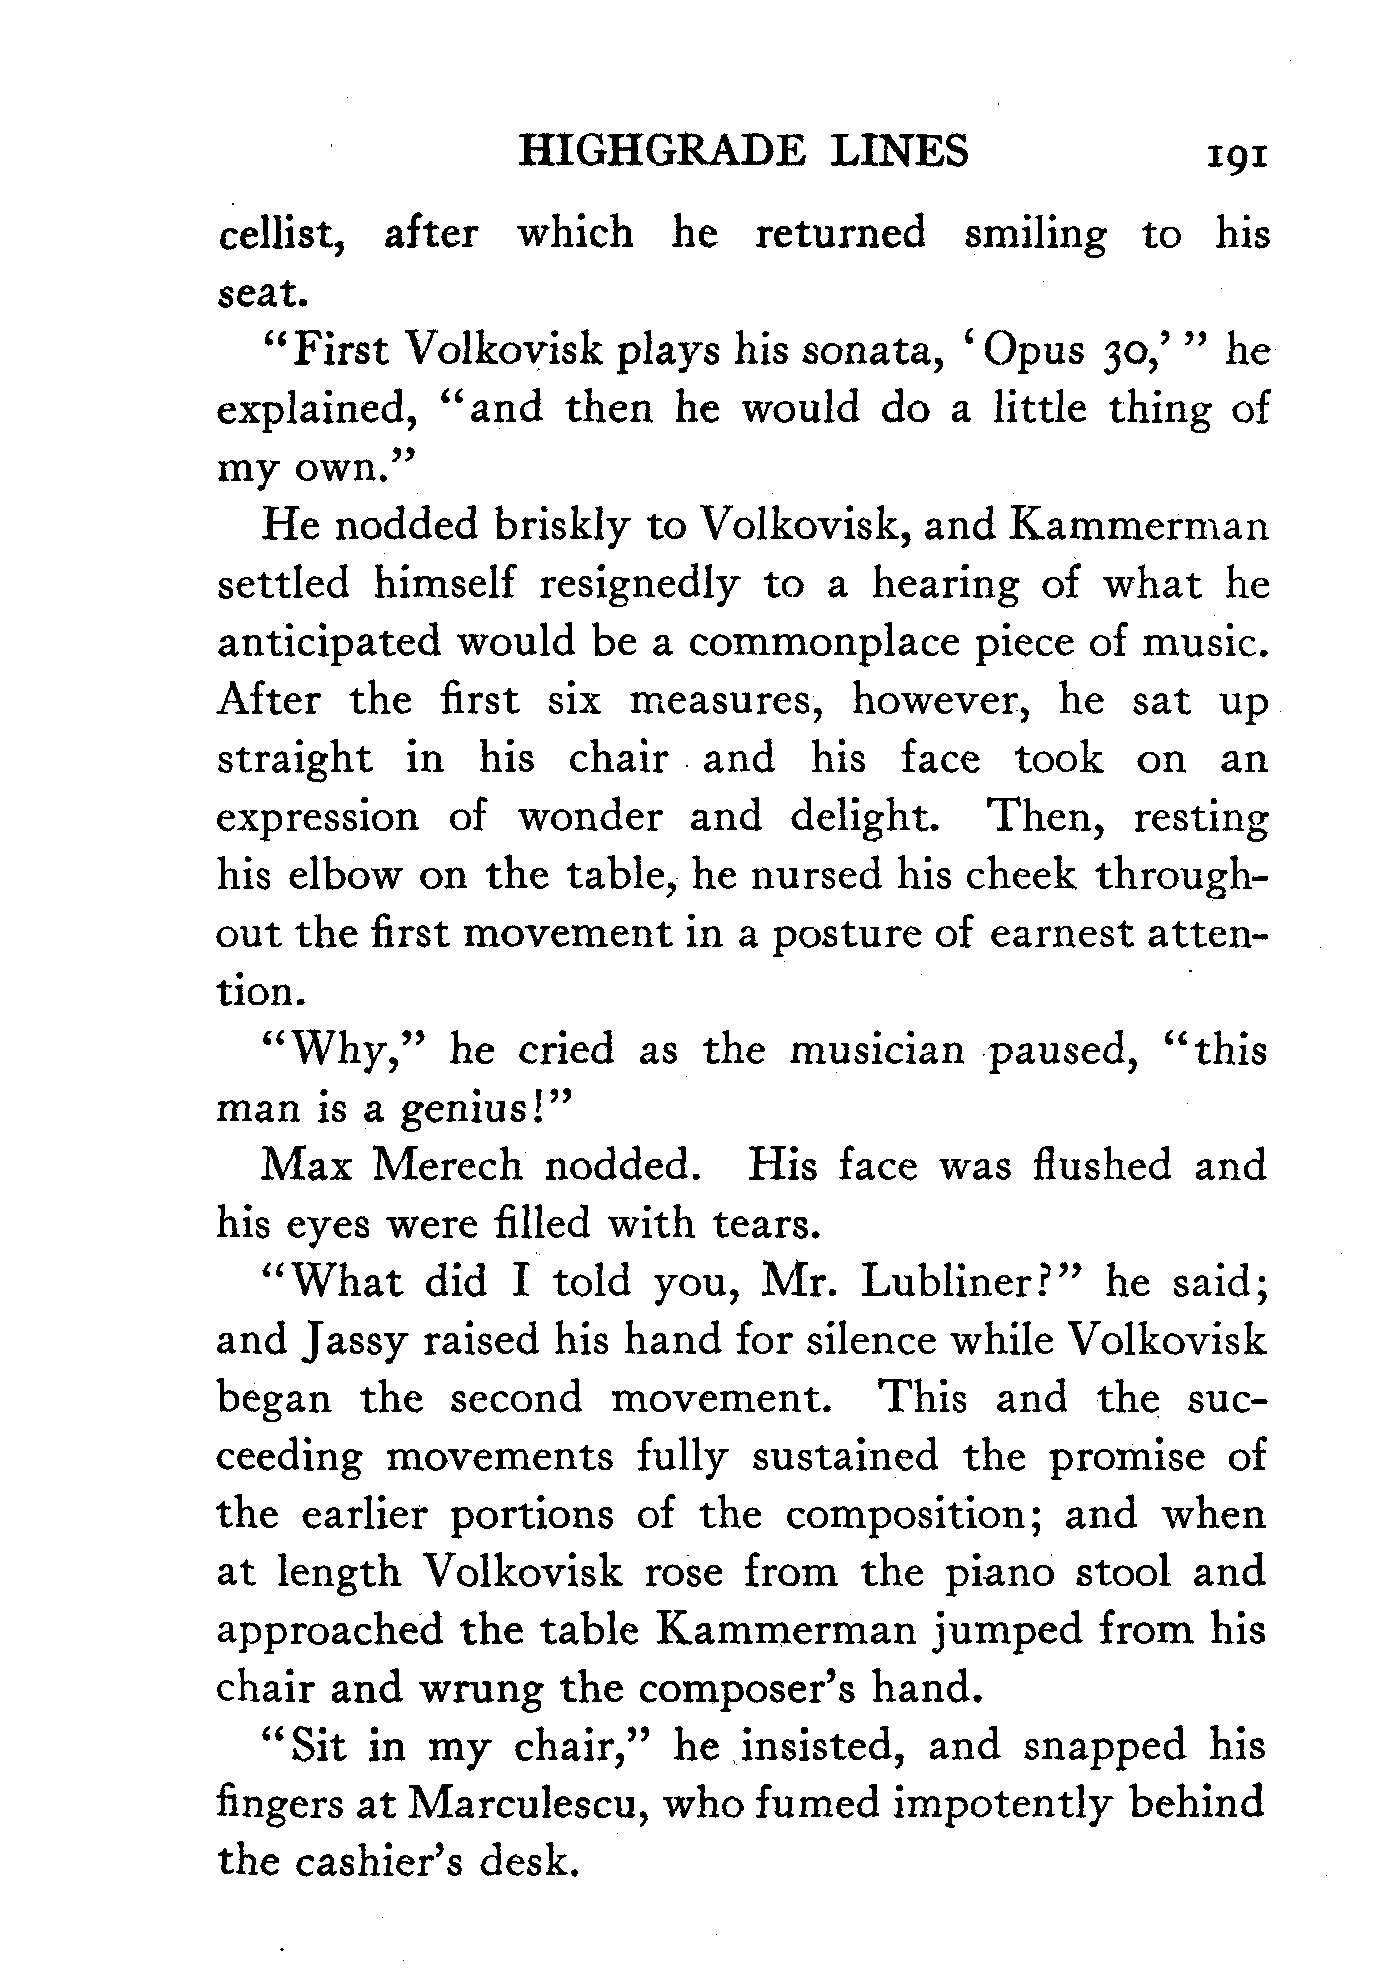 HIGHGRADE LINES 191
cellist, after which he returned smiling to his
seat.
“First Volkovisk plays his sonata, ‘Opus 30,’ ” he
explained, “and then he would do a little thing of
my own.”
He nodded briskly to Volkovisk, and Kammerman
settled himself resignedly to a hearing of what he
anticipated would be a commonplace piece of music.
After the first six measures, however, he sat up
straight in his chair and his face took on an
expression of wonder and delight. Then, resting
his elbow on the table, he nursed his cheek through-
out the first movement in a posture of earnest atten-
tion.
“Why,” he cried as the musician paused, “this
man is a genius!”
Max Merech nodded. His face was flushed and
his eyes were filled with tears.
“What did I told you, Mr. Lubliner?” he said;
and Jassy raised his hand for silence while Volkovisk
began the second movement. This and the suc-
ceeding movements fully sustained the promise of
the earlier portions of the composition; and when
at length Volkovisk rose from the piano stool and
approached the table Kammerman jumped from his
chair and wrung the composer’s hand.
“Sit in my chair,” he insisted, and snapped his
fingers at Marculescu, who fumed impotently behind
the cashier’s desk.